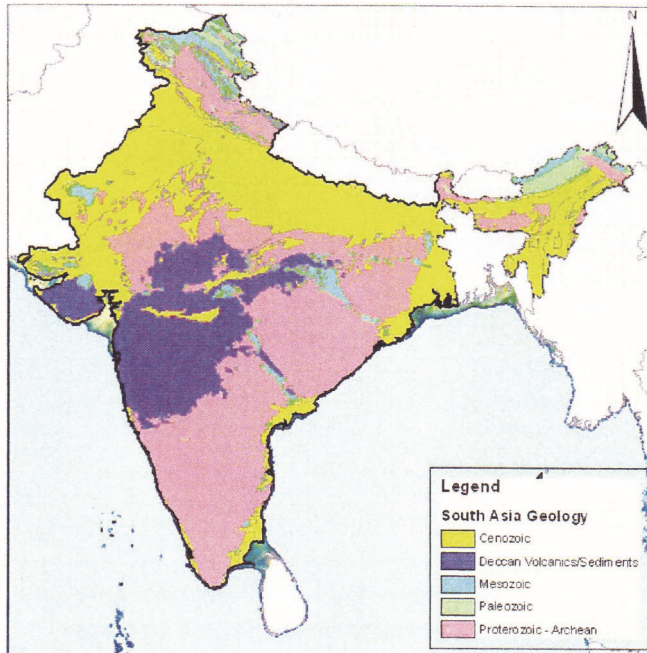 N
Legend
South Asia Geology
Cenozoic
Deccan Volcanics/Sediments
Mesozoic
Paleozoic
Proterozoic - Archean